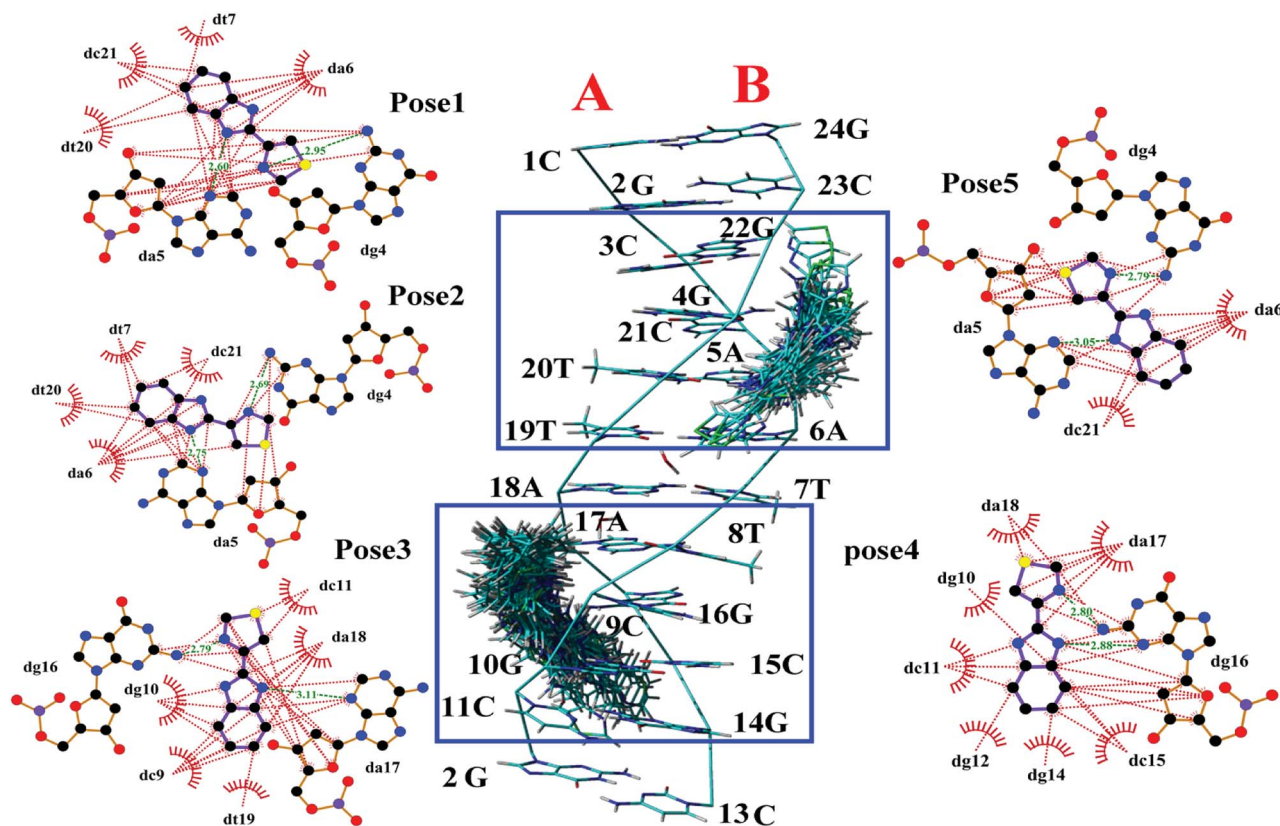 dt7
dc21
da6
Pose1
dt20
2.60
2.95
da5
dg4
Pose2
dt7
dc21
dt20
2.69
dg4
da6
2.75
da5
Pose3
dc11
da18
2.79
dg16
dg10
3.11
dc9
da17
dt19
A
B
24G
1C
2G
23C
22G
3C
4G
21C
5A
20T
19T
6A
18A
7T
17A
8T
16G
9C
10G
15C
11C
14G
2 G
13C
dg4
Pose5
2.79
da6
da5
3.05
dc21
pose4
da18
da17
dg10
2.80
2.88
dc11
dg16
dg12
dg14
dc15